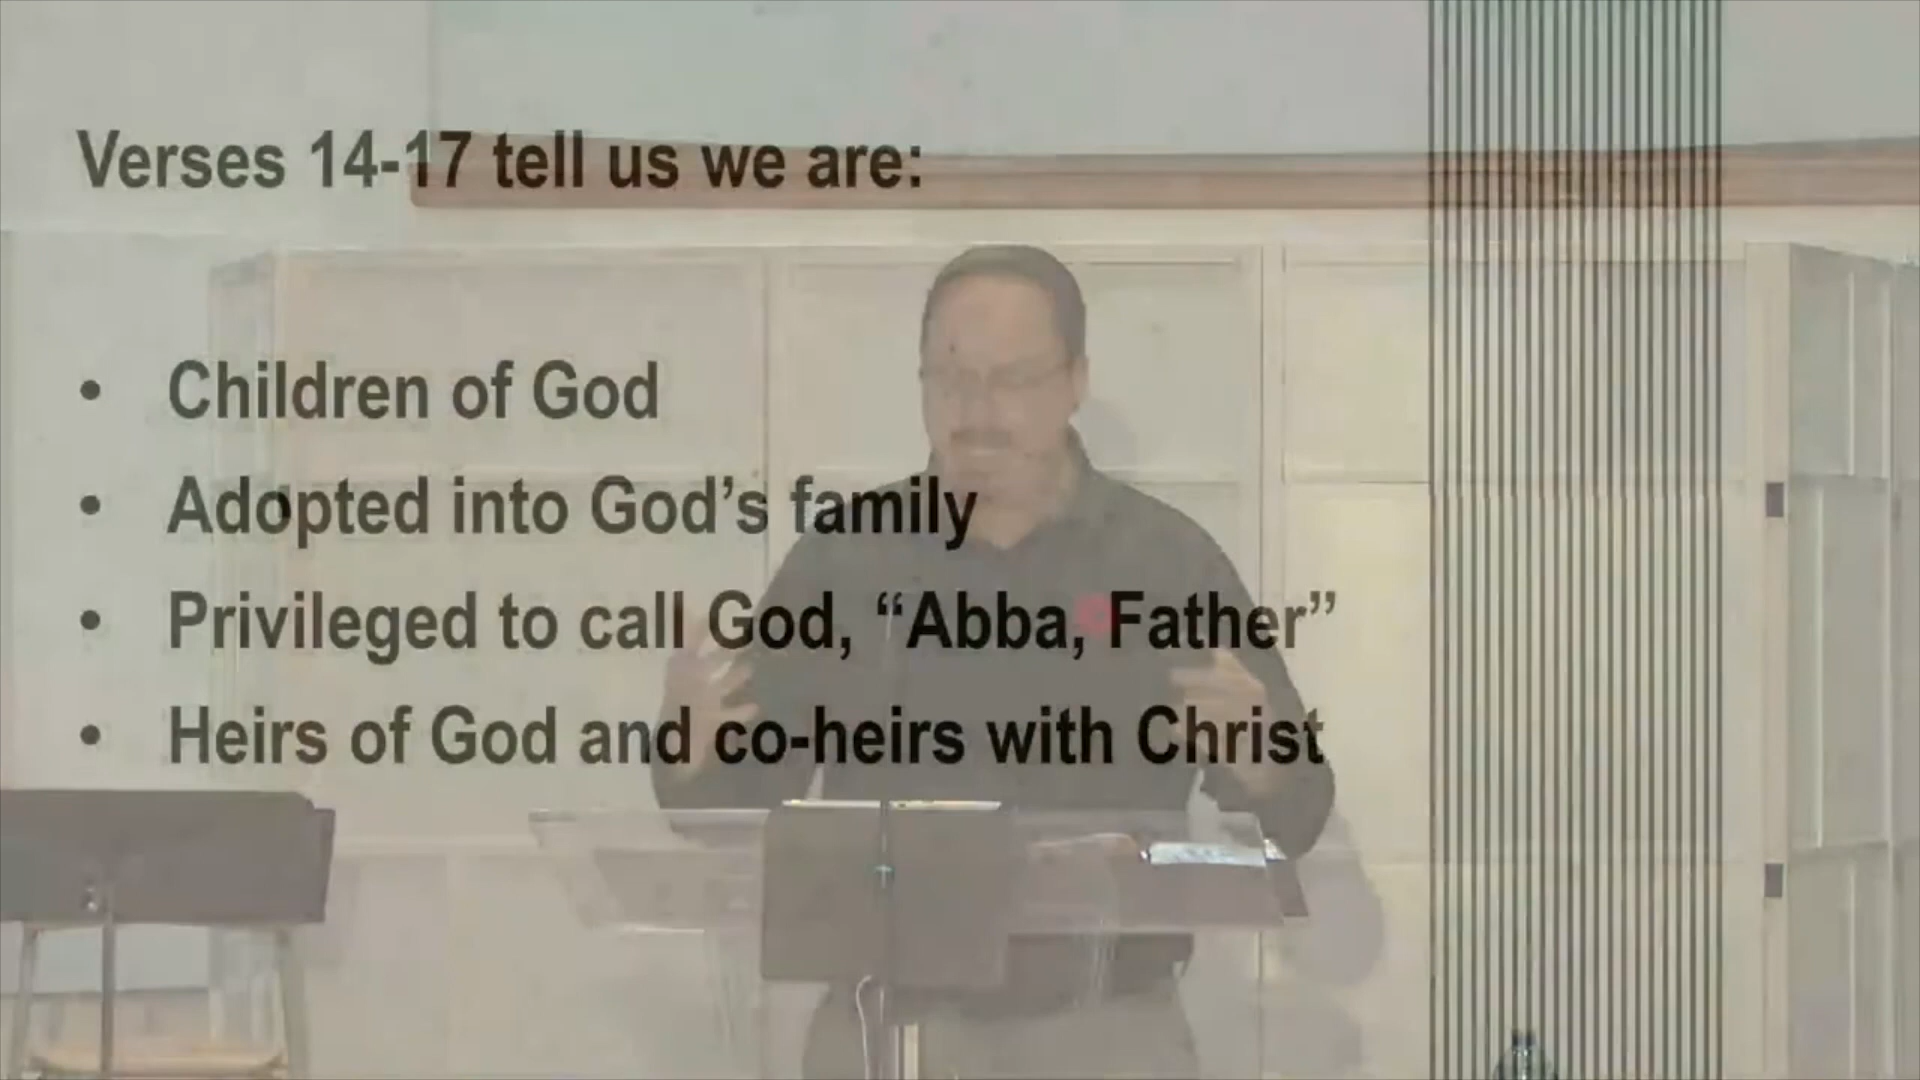 Verses 14-17 tell us we are:
• Children of God
• Adopted into God’s family
• Privileged to call God, “Abba, Father”
• Heirs of God and co-heirs with Christ